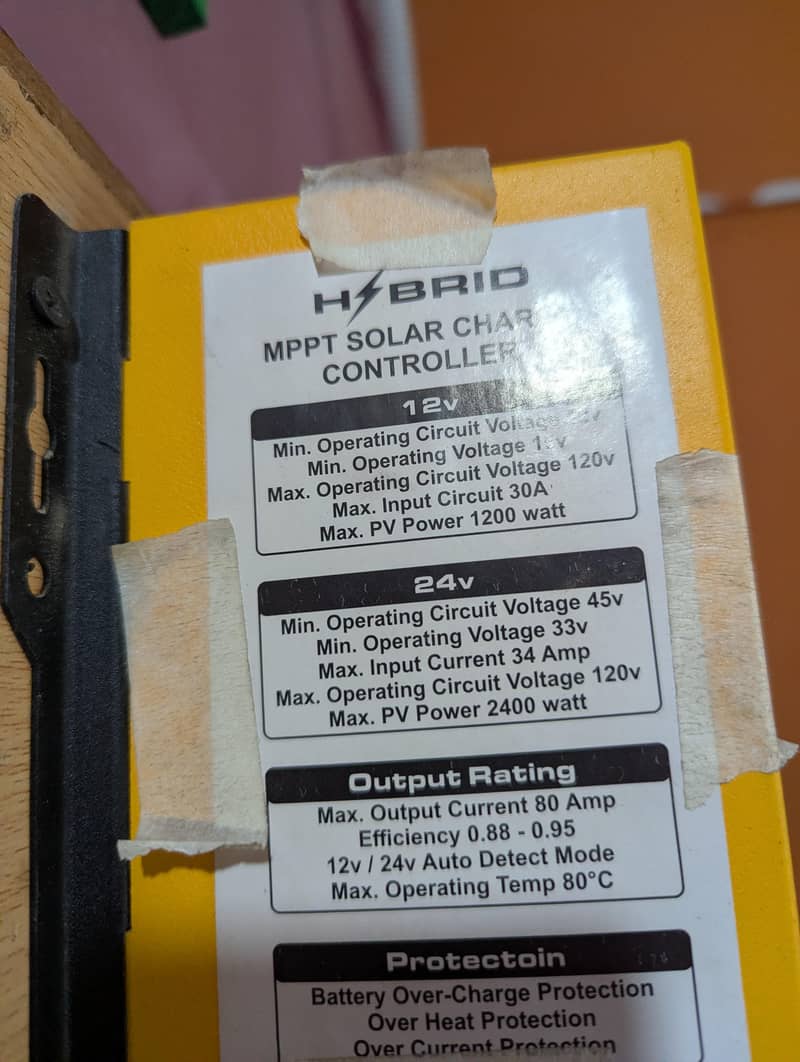 HYBRID
MPPT SOLAR CHAR
CONTROLLER
12v
Min. Operating Circuit Voltage
Min. Operating Voltage
Max. Operating Circuit Voltage 120v
Max. Input Circuit 30A
Max. PV Power 1200 watt
24v
Min. Operating Circuit Voltage 45v
Min. Operating Voltage 33v
Max. Input Current 34 Amp
Max. Operating Circuit Voltage 120v
Max. PV Power 2400 watt
Output Rating
Max. Output Current 80 Amp
Efficiency 0.88 - 0.95
12v / 24v Auto Detect Mode
Max. Operating Temp 80°C
Protectoin
Battery Over-Charge Protection
Over Heat Protection
Over Current Protection